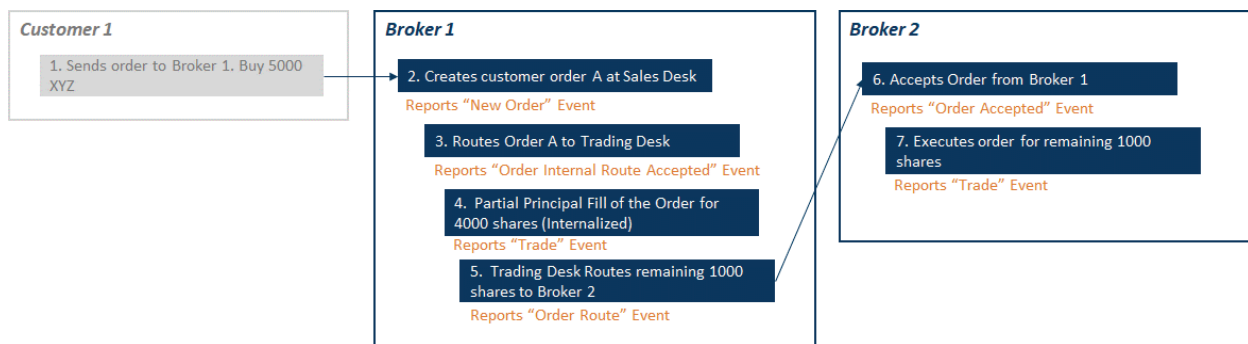 Customer 1
1. Sends order to Broker 1. Buy 5000
XYZ
Broker 1
2. Creates customer order A at Sales Desk
Reports “New Order” Event
3. Routes Order A to Trading Desk
Reports “Order Internal Route Accepted” Event
4. Partial Principal Fill of the Order for
4000 shares (Internalized)
Reports “Trade” Event
5. Trading Desk Routes remaining 1000
shares to Broker 2
Reports “Order Route” Event
Broker 2
6. Accepts Order from Broker 1
Reports “Order Accepted” Event
7. Executes order for remaining 1000
shares
Reports “Trade” Event